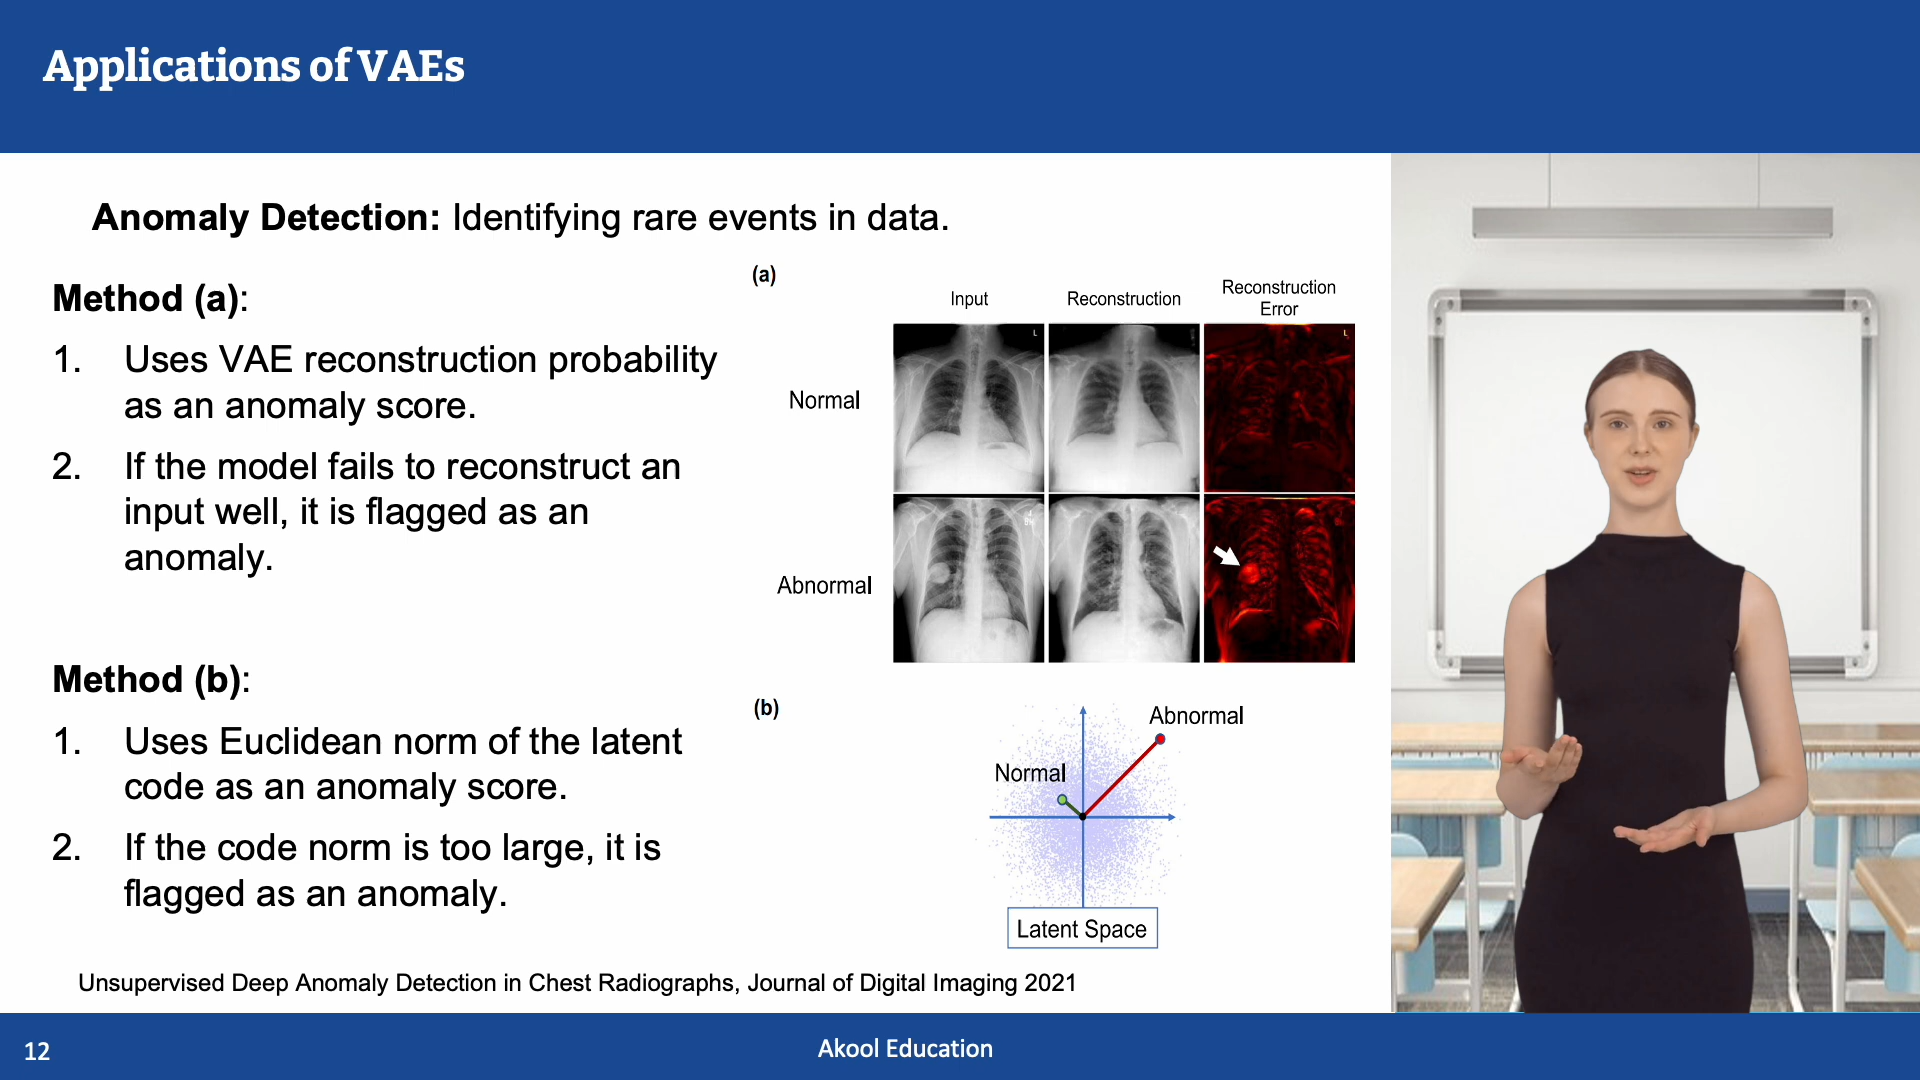 Applications of VAEs
Anomaly Detection: Identifying rare events in data.
Method (a):
1. Uses VAE reconstruction probability
as an anomaly score.
2. If the model fails to reconstruct an
input well, it is flagged as an
anomaly.
Method (b):
1. Uses Euclidean norm of the latent
code as an anomaly score.
2. If the code norm is too large, it is
flagged as an anomaly.
(a)
Input
Reconstruction
Reconstruction
Error
Normal
L
L
Abnormal
(b)
Abnormal
Normal
Latent Space
Unsupervised Deep Anomaly Detection in Chest Radiographs, Journal of Digital Imaging 2021
12
Akool Education